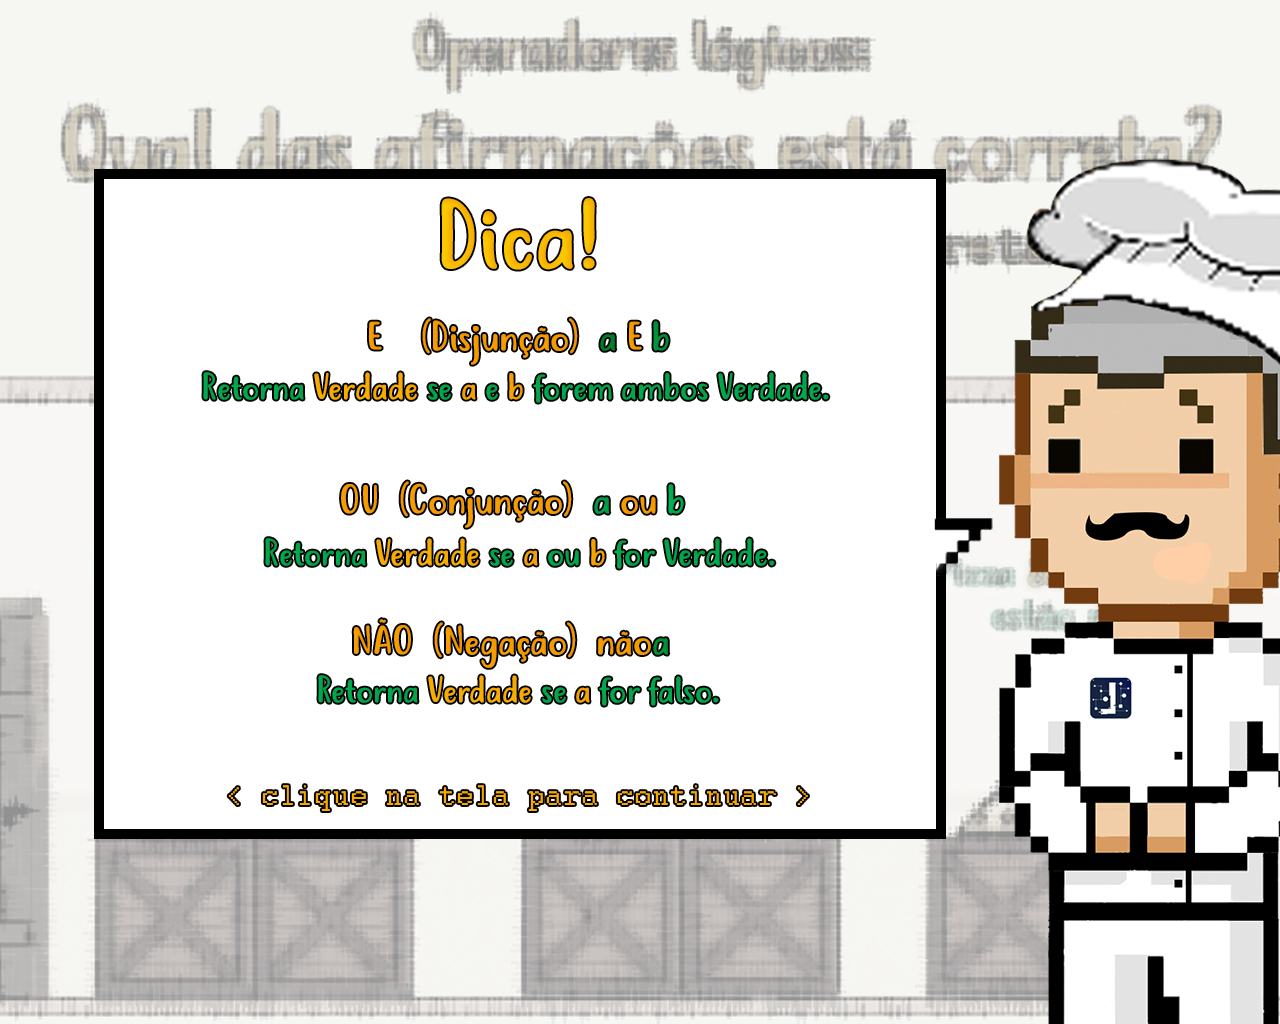 Operadores lógicos:
Qual das afirmações está correta?
Dica!
E (Disjunção) a E b
Retorna Verdade se a e b forem ambos Verdade.
OU (Conjunção) a ou b
Retorna Verdade se a ou b for Verdade.
NÃO (Negação) nãoa
Retorna Verdade se a for falso.
< clique na tela para continuar >